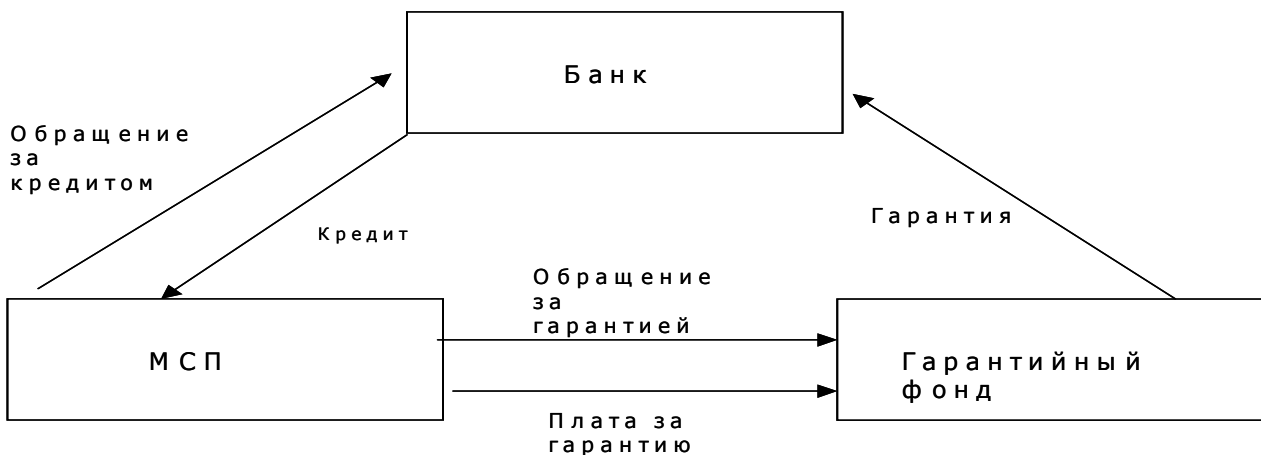 Банк
Обращение
за
кредитом
Гарантия
Кредит
Обращение
за
гарантией
МСП
Гарантийный
фонд
Плата за
гарантию